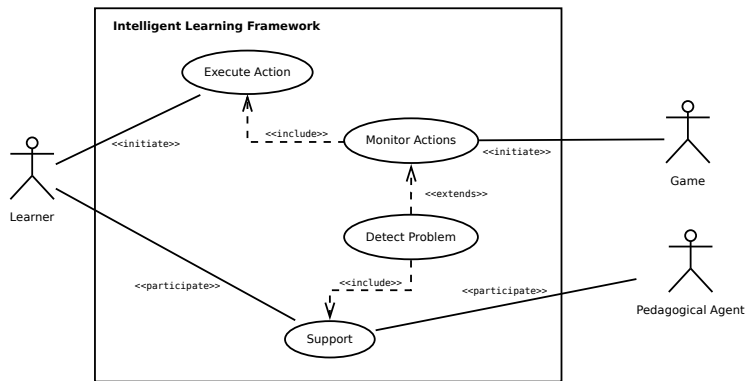 Intelligent Learning Framework
Execute Action
<<initiate>>
<<include>>
Monitor Actions
<<initiate>>
Game
Learner
<<extends>>
Detect Problem
<<participate>>
<<include>>
<<participate>>
Pedagogical Agent
Support